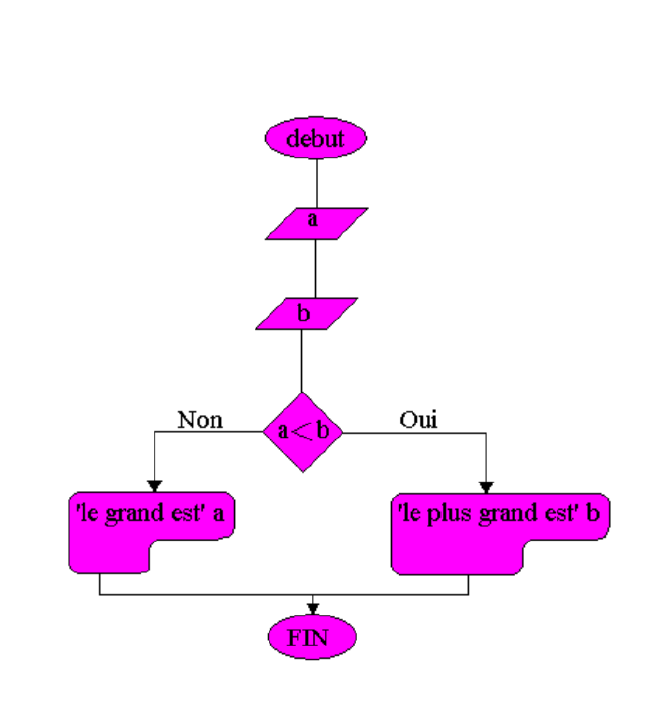 debut
a
b
a<b
Non
Oui
'le grand est' a
'le plus grand est' b
FIN